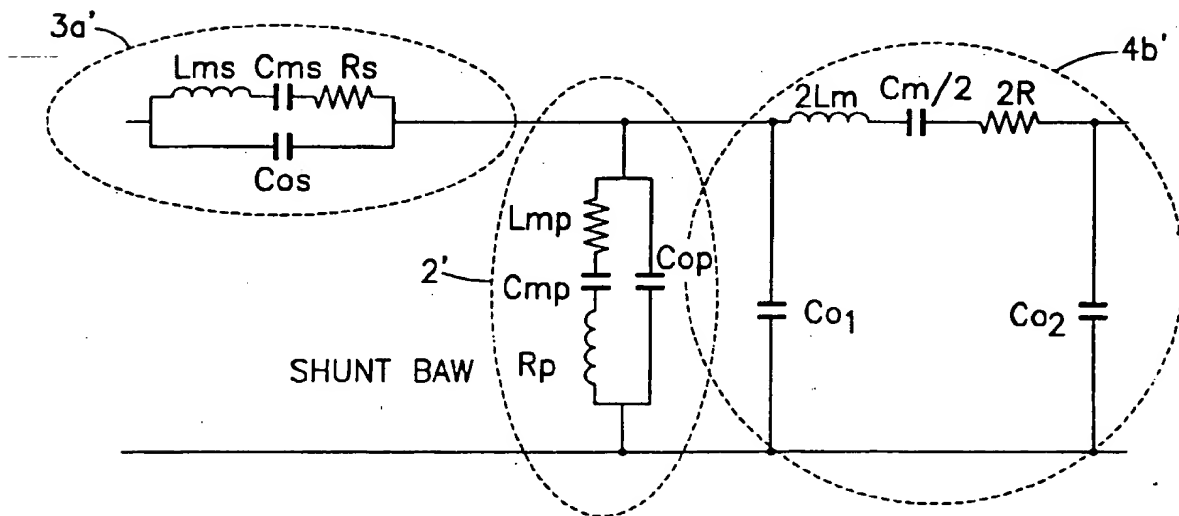 3a'
Lms Cms Rs
Cos
4b'
2Lm Cm/2 2R
Lmp
Cop
2'
Cmp
Rp
SHUNT BAW
Co1
Co2